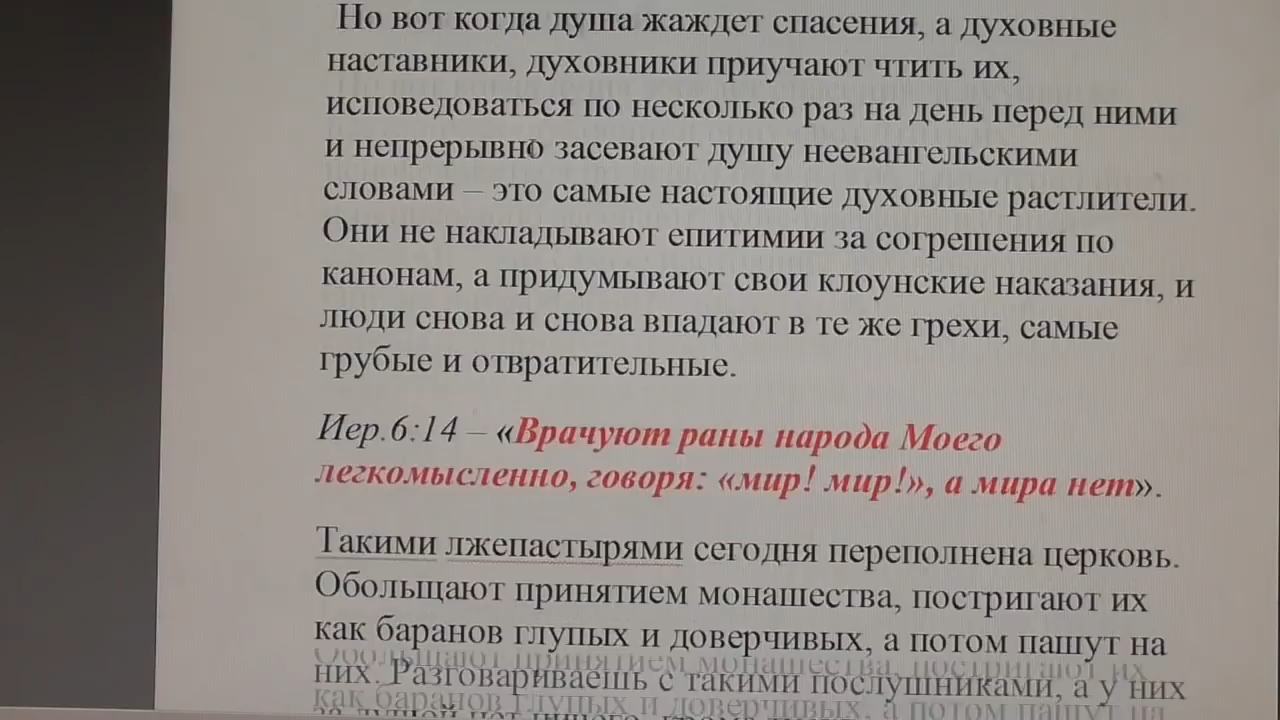 Но вот когда душа жаждет спасения, а духовные
наставники, духовники приучают чтить их,
исповедоваться по несколько раз на день перед ними
и непрерывно засевают душу неевангельскими
словами – это самые настоящие духовные растлители.
Они не накладывают епитимии за согрешения по
канонам, а придумывают свои клоунские наказания, и
люди снова и снова впадают в те же грехи, самые
грубые и отвратительные.
Иер.6:14 – «Врачуют раны народа Моего
легкомысленно, говоря: «мир! мир!», а мира нет».
Такими лжепастырями сегодня переполнена церковь.
Обольщают принятием монашества, постригают их
как баранов глупых и доверчивых, а потом пашут на
них. Разговариваешь с такими послушниками, а у них